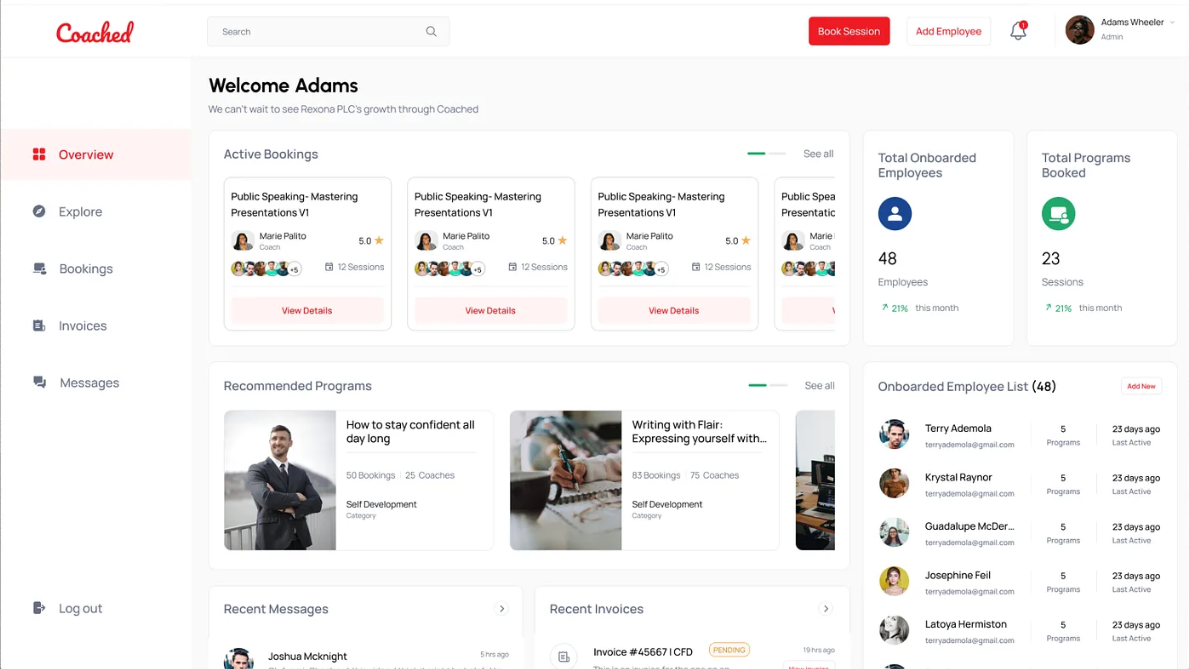 Coached
Search
Book Session
Add Employee
1
Adams Wheeler
Admin
Welcome Adams
We can't wait to see Rexona PLC's growth through Coached
Overview
Explore
Bookings
Invoices
Messages
Log out
Active Bookings
See all
Public Speaking- Mastering
Presentations V1
Marie Palito
Coach
5.0
+5
12 Sessions
View Details
Public Speaking- Mastering
Presentations V1
Marie Palito
Coach
5.0
+5
12 Sessions
View Details
Public Speaking- Mastering
Presentations V1
Marie Palito
Coach
5.0
+5
12 Sessions
View Details
Public Speaking
Marie
Coach
Total Onboarded
Employees
48
Employees
21% this month
Total Programs
Booked
23
Sessions
21% this month
Recommended Programs
See all
How to stay confident all
day long
50 Bookings | 25 Coaches
Self Development
Category
Writing with Flair:
Expressing yourself with...
83 Bookings | 75 Coaches
Self Development
Category
Onboarded Employee List (48)
Add New
Terry Ademola
terryademola@gmail.com
5
Programs
23 days ago
Last Active
Krystal Raynor
terryademola@gmail.com
5
Programs
23 days ago
Last Active
Guadalupe McDer...
terryademola@gmail.com
5
Programs
23 days ago
Last Active
Josephine Feil
terryademola@gmail.com
5
Programs
23 days ago
Last Active
Latoya Hermiston
terryademola@gmail.com
5
Programs
23 days ago
Last Active
Recent Messages
Joshua Mcknight
5 hrs ago
Recent Invoices
Invoice #45667 | CFD
PENDING
19 hrs ago